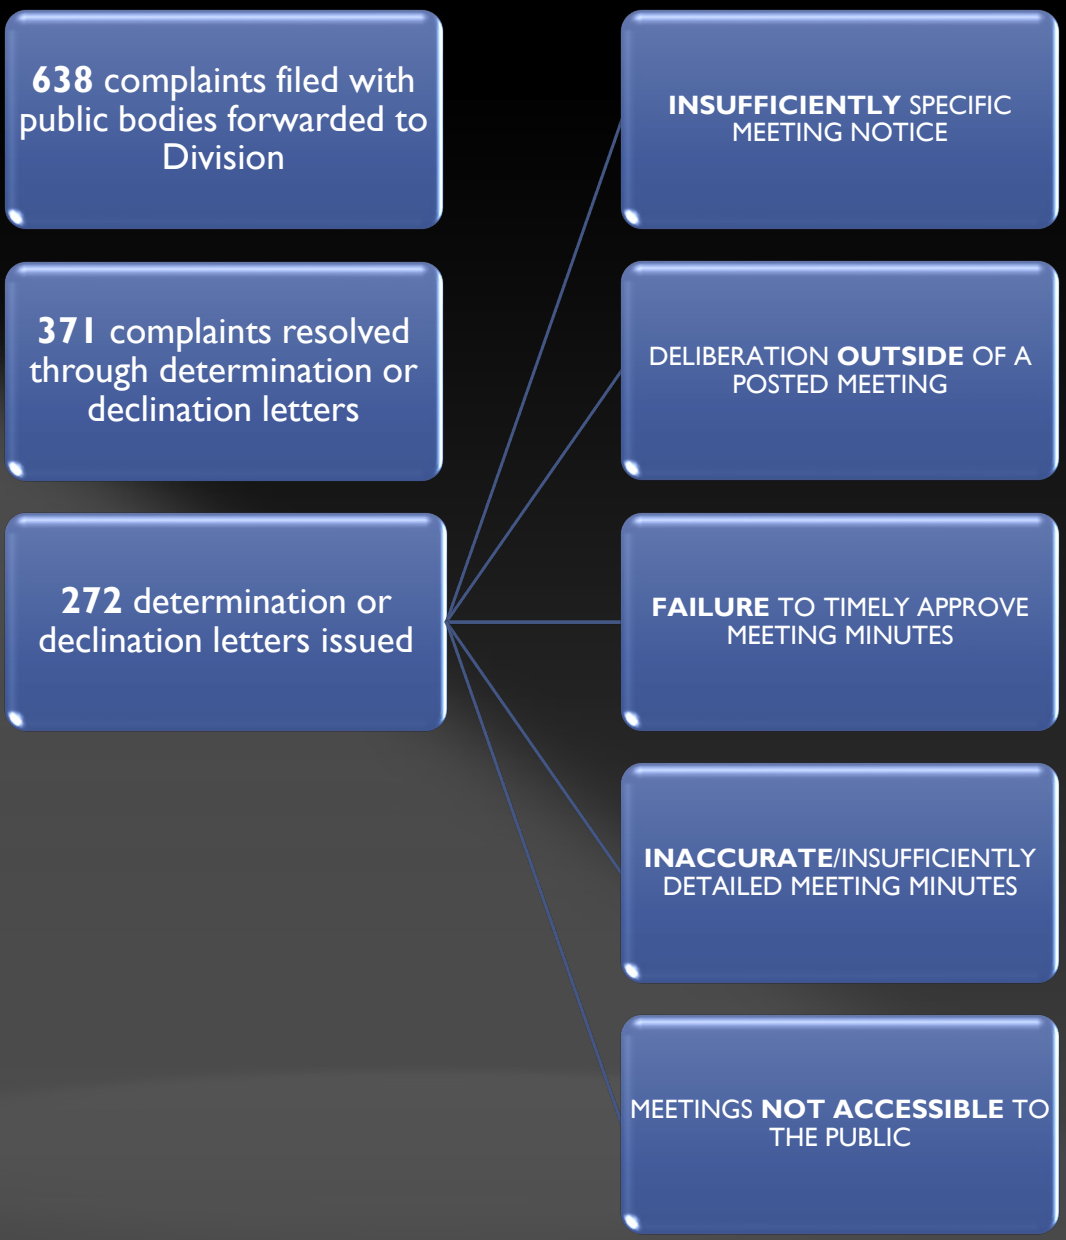 638 complaints filed with
public bodies forwarded to
Division
371 complaints resolved
through determination or
declination letters
272 determination or
declination letters issued
INSUFFICIENTLY SPECIFIC
MEETING NOTICE
DELIBERATION OUTSIDE OF A
POSTED MEETING
FAILURE TO TIMELY APPROVE
MEETING MINUTES
INACCURATE/INSUFFICIENTLY
DETAILED MEETING MINUTES
MEETINGS NOT ACCESSIBLE TO
THE PUBLIC